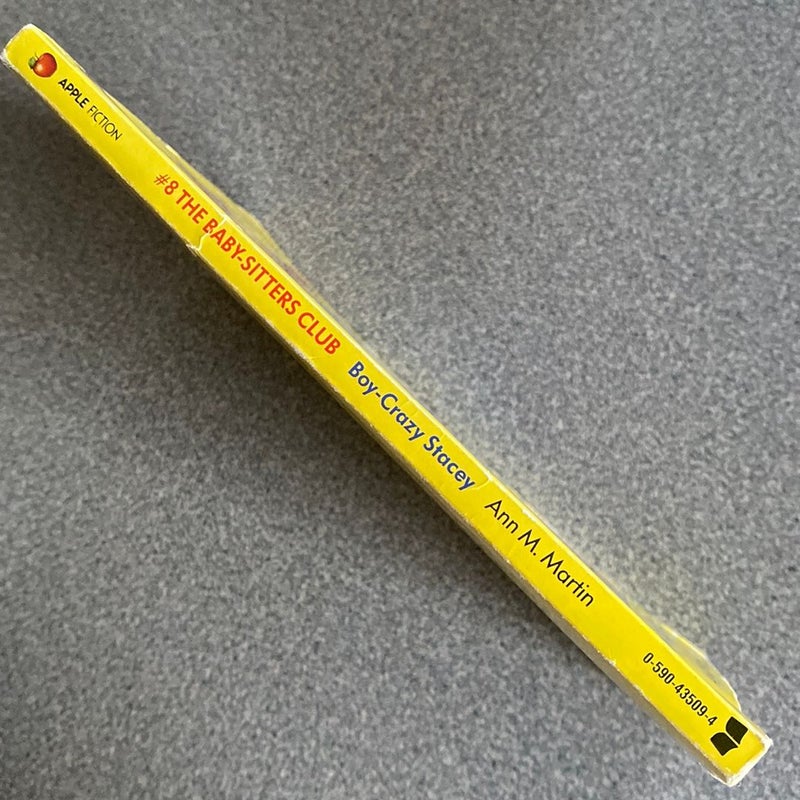 APPLE FICTION
#8 THE BABY-SITTERS CLUB Boy-Crazy Stacey Ann M. Martin
0-590-43509-4